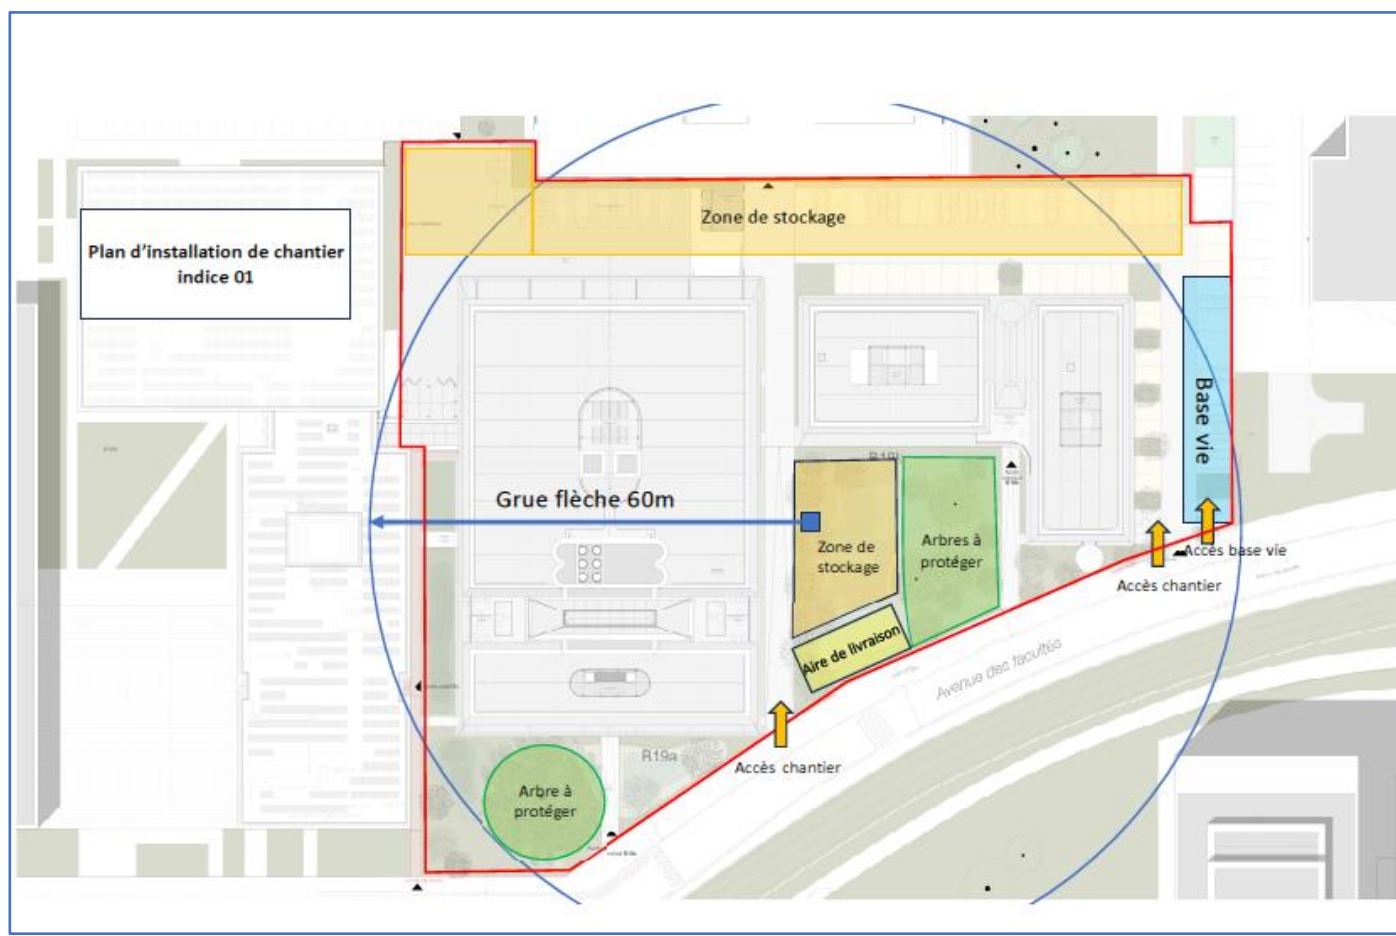 Zone de stockage
Plan d’installation de chantier
indice 01
Base vie
Grue flèche 60m
Zone de
stockage
Arbres à
protéger
Accès base vie
Accès chantier
Aire de livraison
Avenue des facultés
Accès chantier
R19a
Arbre à
protéger